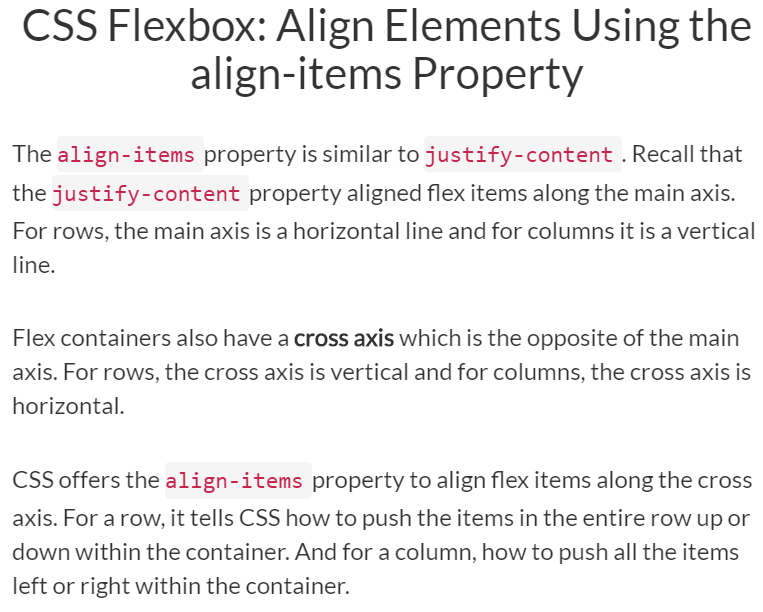 CSS Flexbox: Align Elements Using the
align-items Property
The align-items property is similar to justify-content . Recall that
the justify-content property aligned flex items along the main axis.
For rows, the main axis is a horizontal line and for columns it is a vertical
line.
Flex containers also have a cross axis which is the opposite of the main
axis. For rows, the cross axis is vertical and for columns, the cross axis is
horizontal.
CSS offers the align-items property to align flex items along the cross
axis. For a row, it tells CSS how to push the items in the entire row up or
down within the container. And for a column, how to push all the items
left or right within the container.